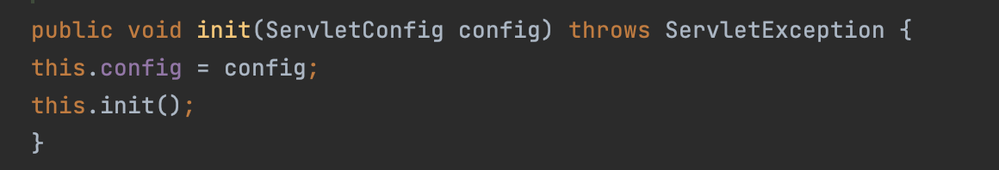 public void init(ServletConfig config) throws ServletException {
this.config = config;
this.init();
}